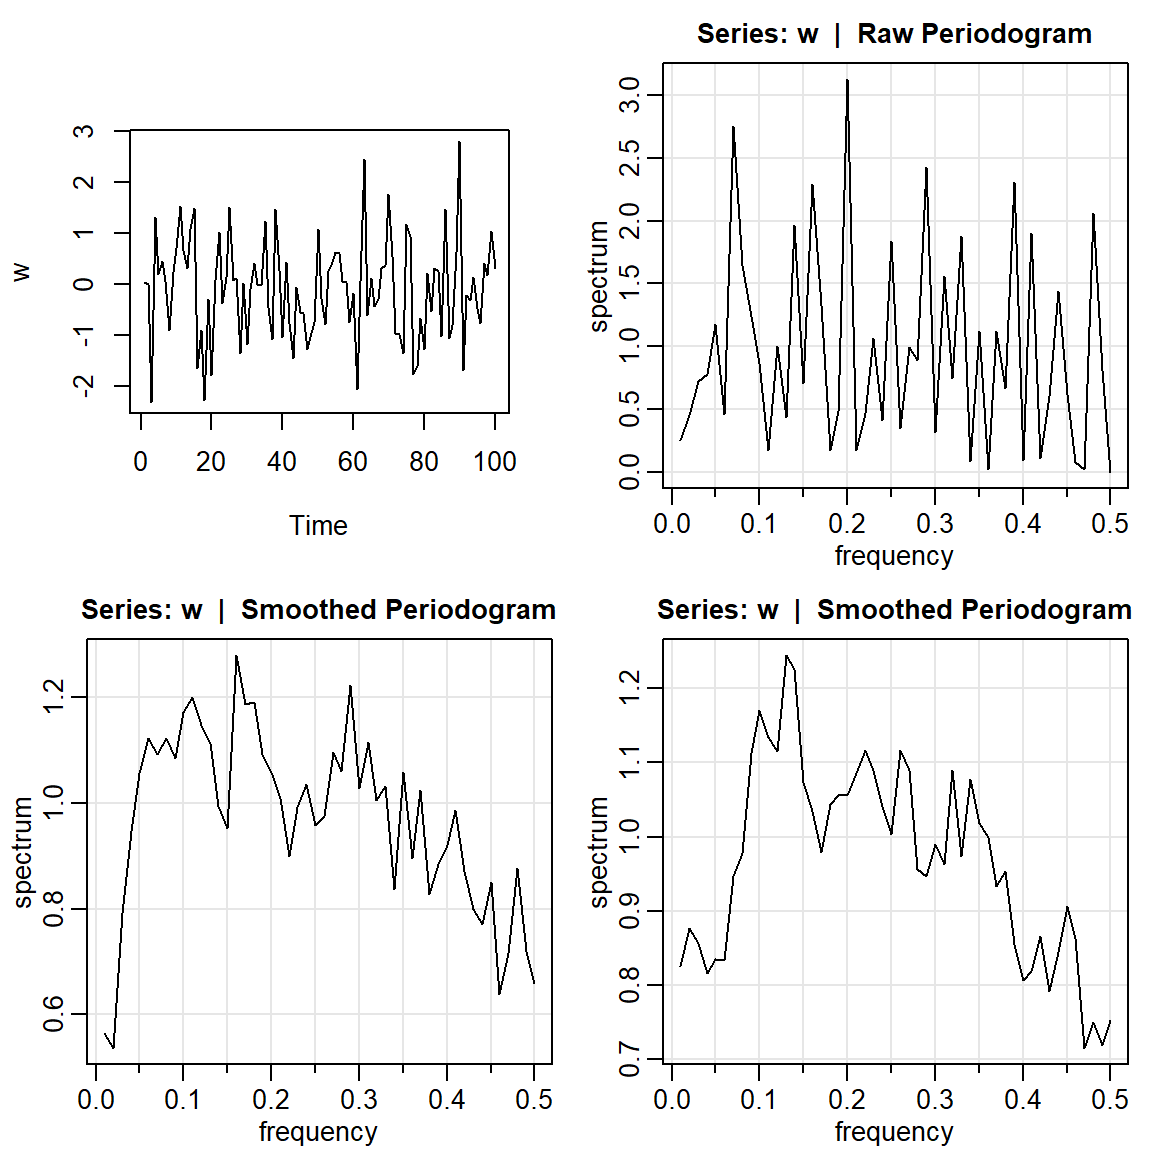 w
3
2
1
0
-1
-2
0 20 40 60 80 100
Time
Series: w | Raw Periodogram
spectrum
3.0
2.5
2.0
1.5
1.0
0.5
0.0
0.0 0.1 0.2 0.3 0.4 0.5
frequency
Series: w | Smoothed Periodogram
spectrum
1.2
1.0
0.8
0.6
0.0 0.1 0.2 0.3 0.4 0.5
frequency
Series: w | Smoothed Periodogram
spectrum
1.2
1.1
1.0
0.9
0.8
0.7
0.0 0.1 0.2 0.3 0.4 0.5
frequency